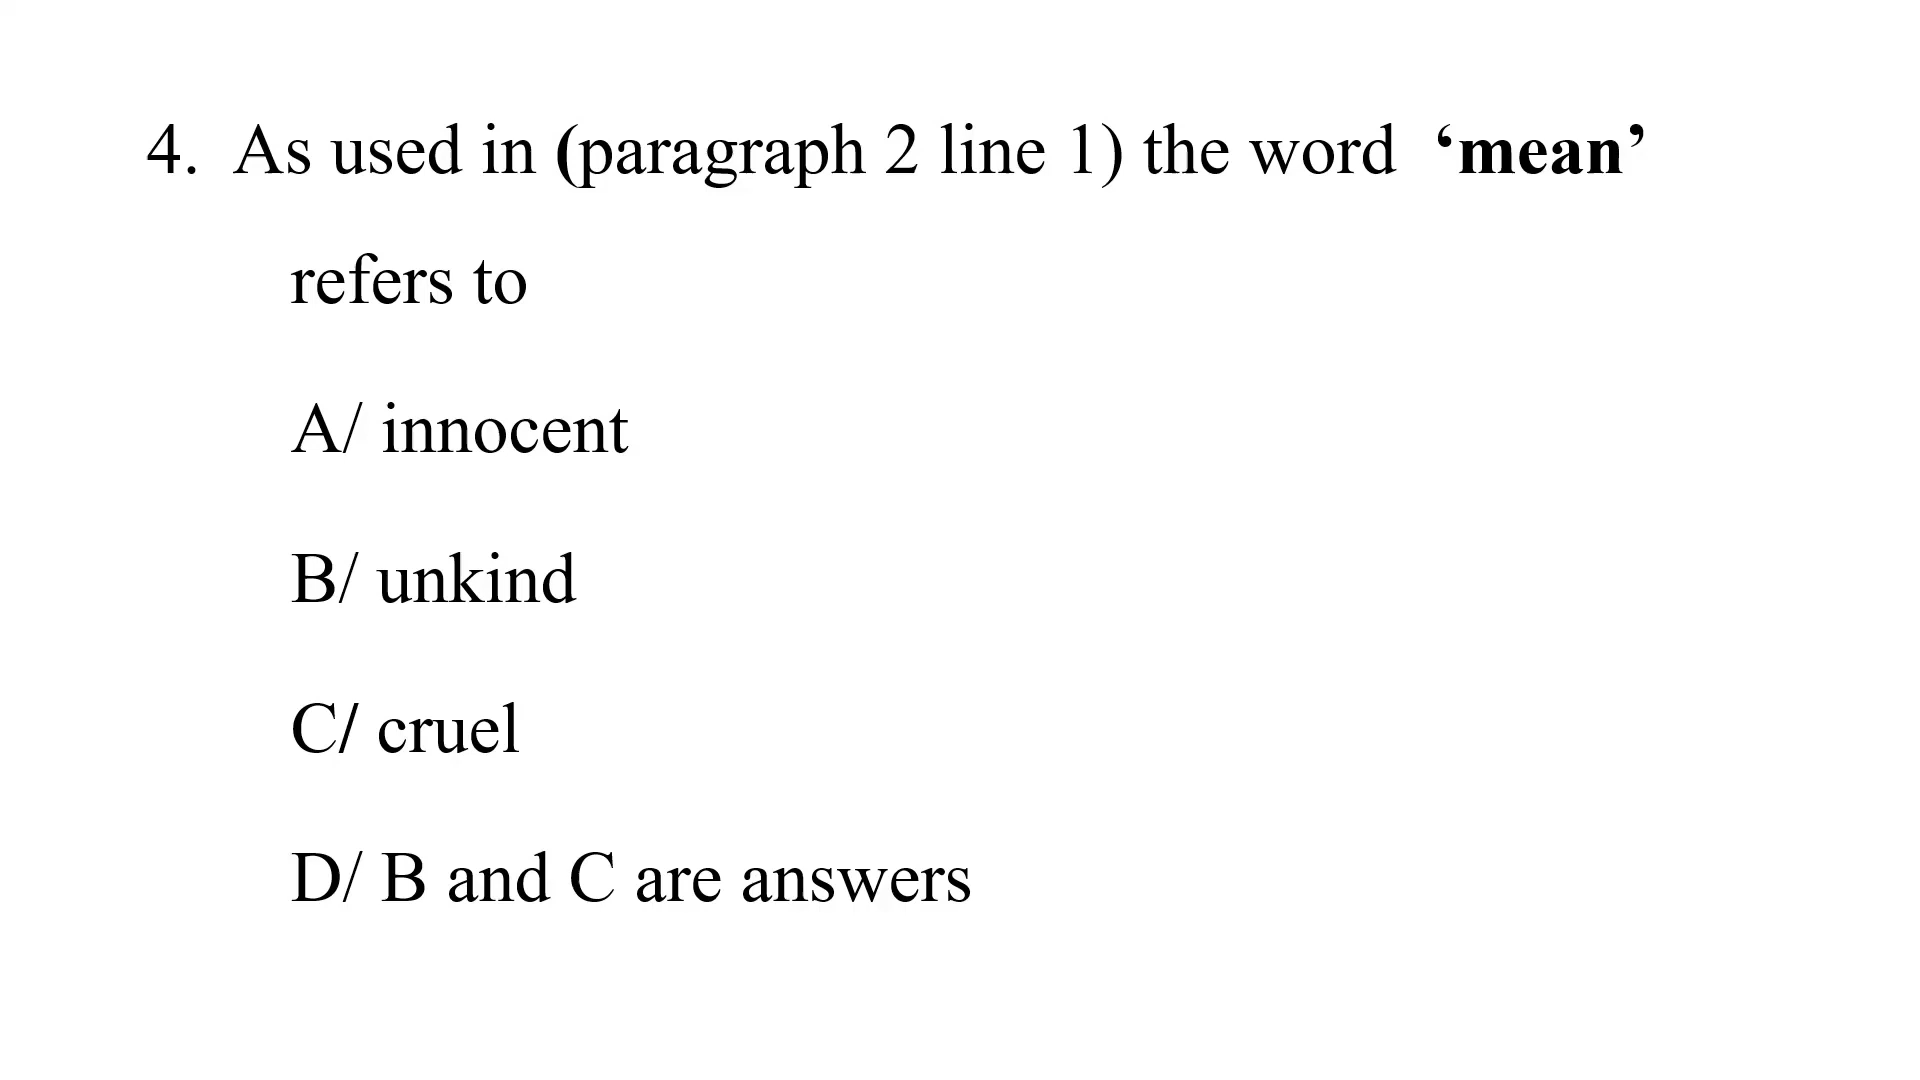 4. As used in (paragraph 2 line 1) the word ‘mean’
refers to
A/ innocent
B/ unkind
C/ cruel
D/ B and C are answers